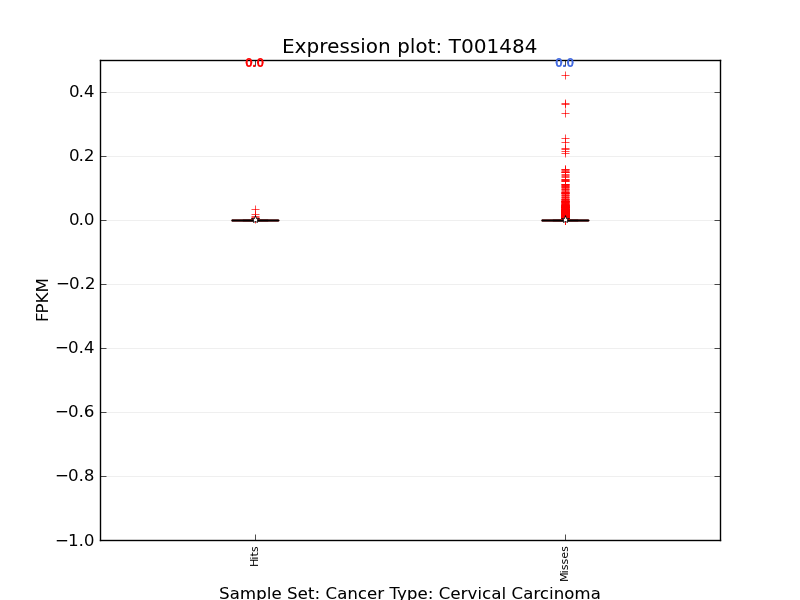 Expression plot: T001484
0.0 0.0
0.4
0.2
0.0
−0.2
−0.4
−0.6
−0.8
−1.0
FPKM
Hits Misses
Sample Set: Cancer Type: Cervical Carcinoma